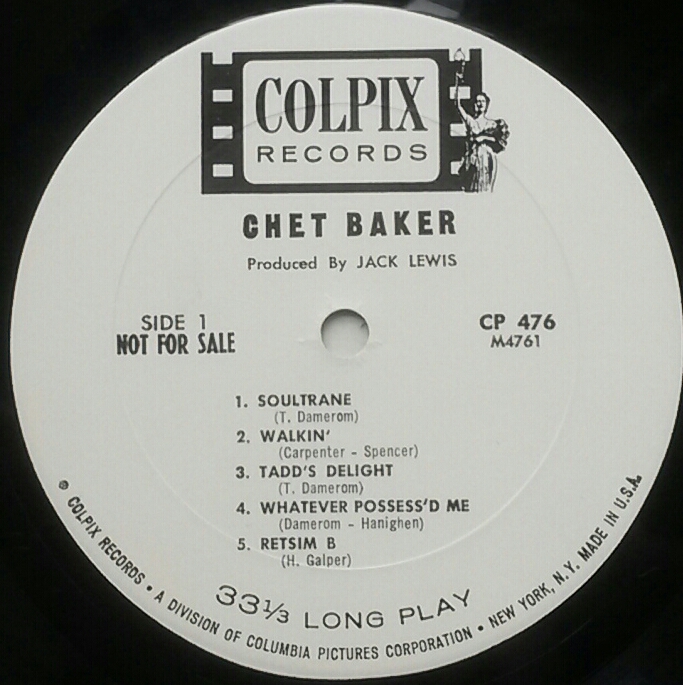 COLPIX
RECORDS
CHET BAKER
Produced By JACK LEWIS
SIDE 1
NOT FOR SALE
CP 476
M4761
1. SOULTRANE
(T. Damerom)
2. WALKIN'
(Carpenter - Spencer)
3. TADD'S DELIGHT
(T. Damerom)
4. WHATEVER POSSESS'D ME
(Damerom - Hanighen)
5. RETSIM B
(H. Galper)
33⅓ LONG PLAY
℗ COLPIX RECORDS • A DIVISION OF COLUMBIA PICTURES CORPORATION • NEW YORK, N.Y. MADE IN U.S.A.